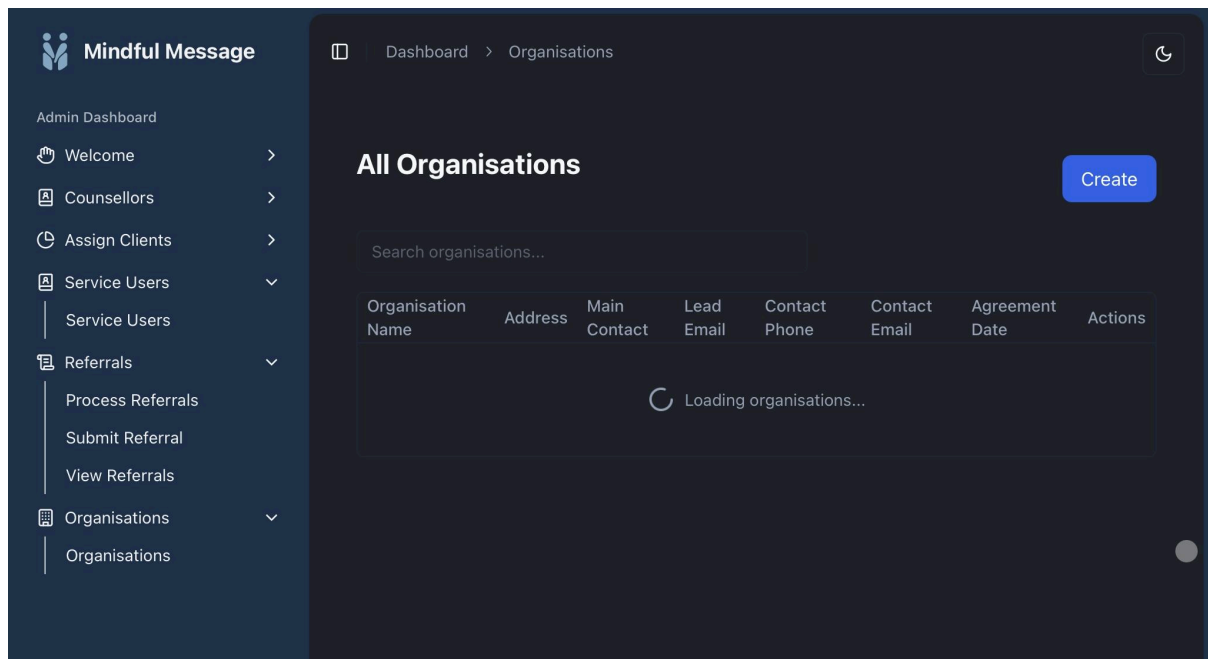 Mindful Message
Admin Dashboard
Welcome
Counsellors
Assign Clients
Service Users
Service Users
Referrals
Process Referrals
Submit Referral
View Referrals
Organisations
Organisations
Dashboard > Organisations
All Organisations
Create
Search organisations...
Organisation Name
Address
Main Contact
Lead Email
Contact Phone
Contact Email
Agreement Date
Actions
Loading organisations...